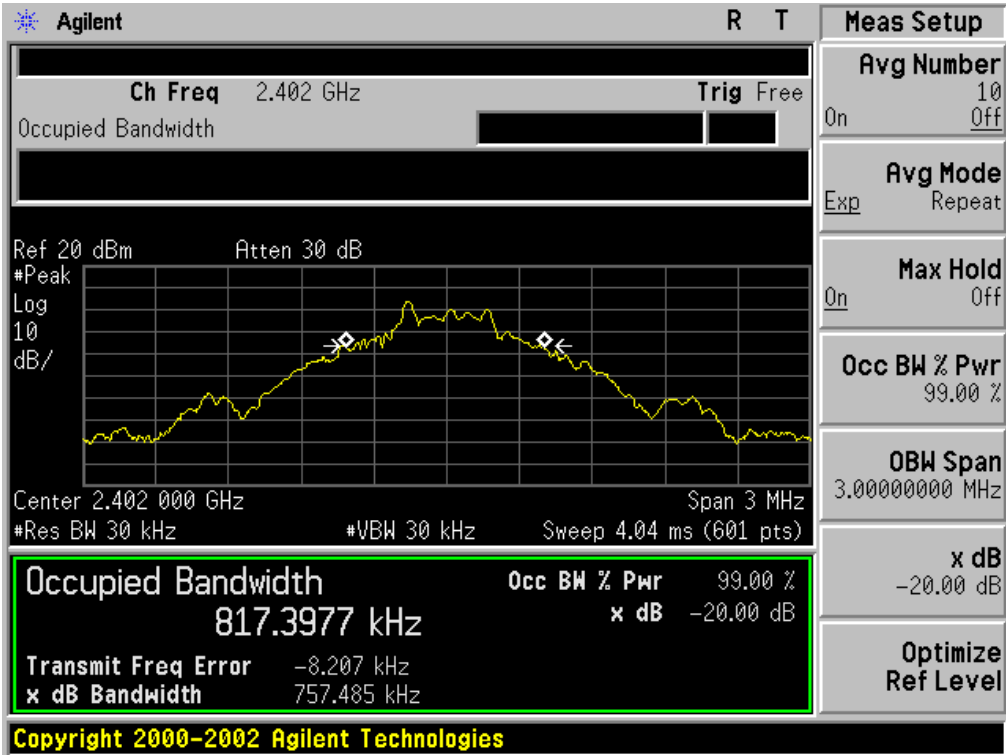 Agilent R T
Ch Freq 2.402 GHz Trig Free
Occupied Bandwidth
Ref 20 dBm Atten 30 dB
#Peak
Log
10
dB/
Center 2.402 000 GHz Span 3 MHz
#Res BW 30 kHz #VBW 30 kHz Sweep 4.04 ms (601 pts)
Occupied Bandwidth Occ BW % Pwr 99.00 %
817.3977 kHz x dB -20.00 dB
Transmit Freq Error -8.207 kHz
x dB Bandwidth 757.485 kHz
Copyright 2000-2002 Agilent Technologies
Meas Setup
Avg Number
10
On Off
Avg Mode
Exp Repeat
Max Hold
On Off
Occ BW % Pwr
99.00 %
OBW Span
3.00000000 MHz
x dB
-20.00 dB
Optimize
Ref Level